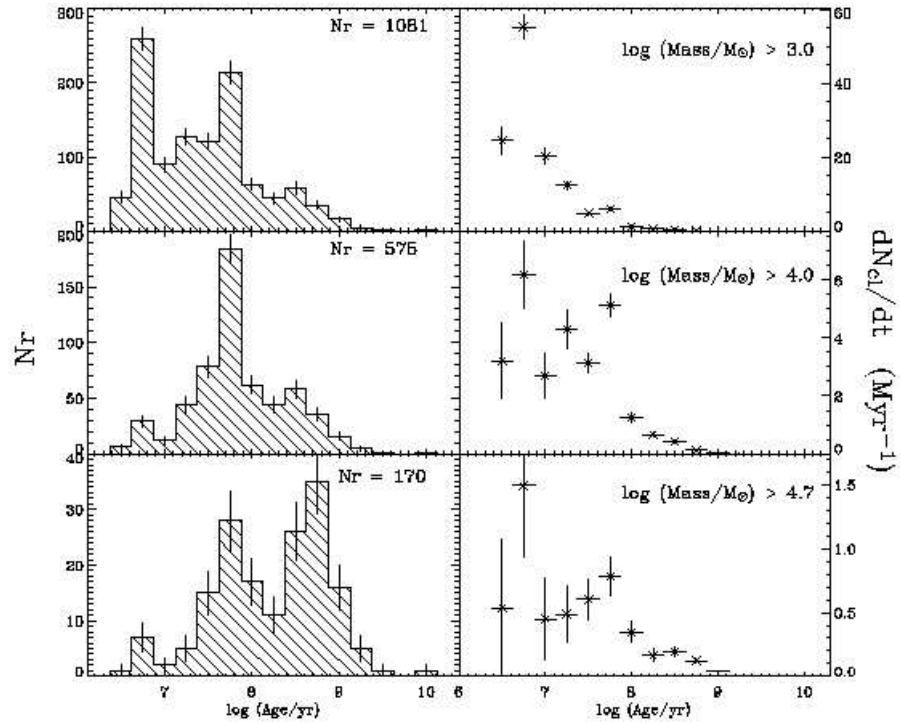 300
200
100
0
Nr = 1081
log (Mass/M⊙) > 3.0
60
40
20
0
200
150
100
50
0
Nr = 575
log (Mass/M⊙) > 4.0
6
4
2
0
40
30
20
10
0
Nr = 170
log (Mass/M⊙) > 4.7
1.5
1.0
0.5
0.0
Nr
dNcl/dt (Myr−1)
7 8 9 10
6 7 8 9 10
log (Age/yr)
log (Age/yr)